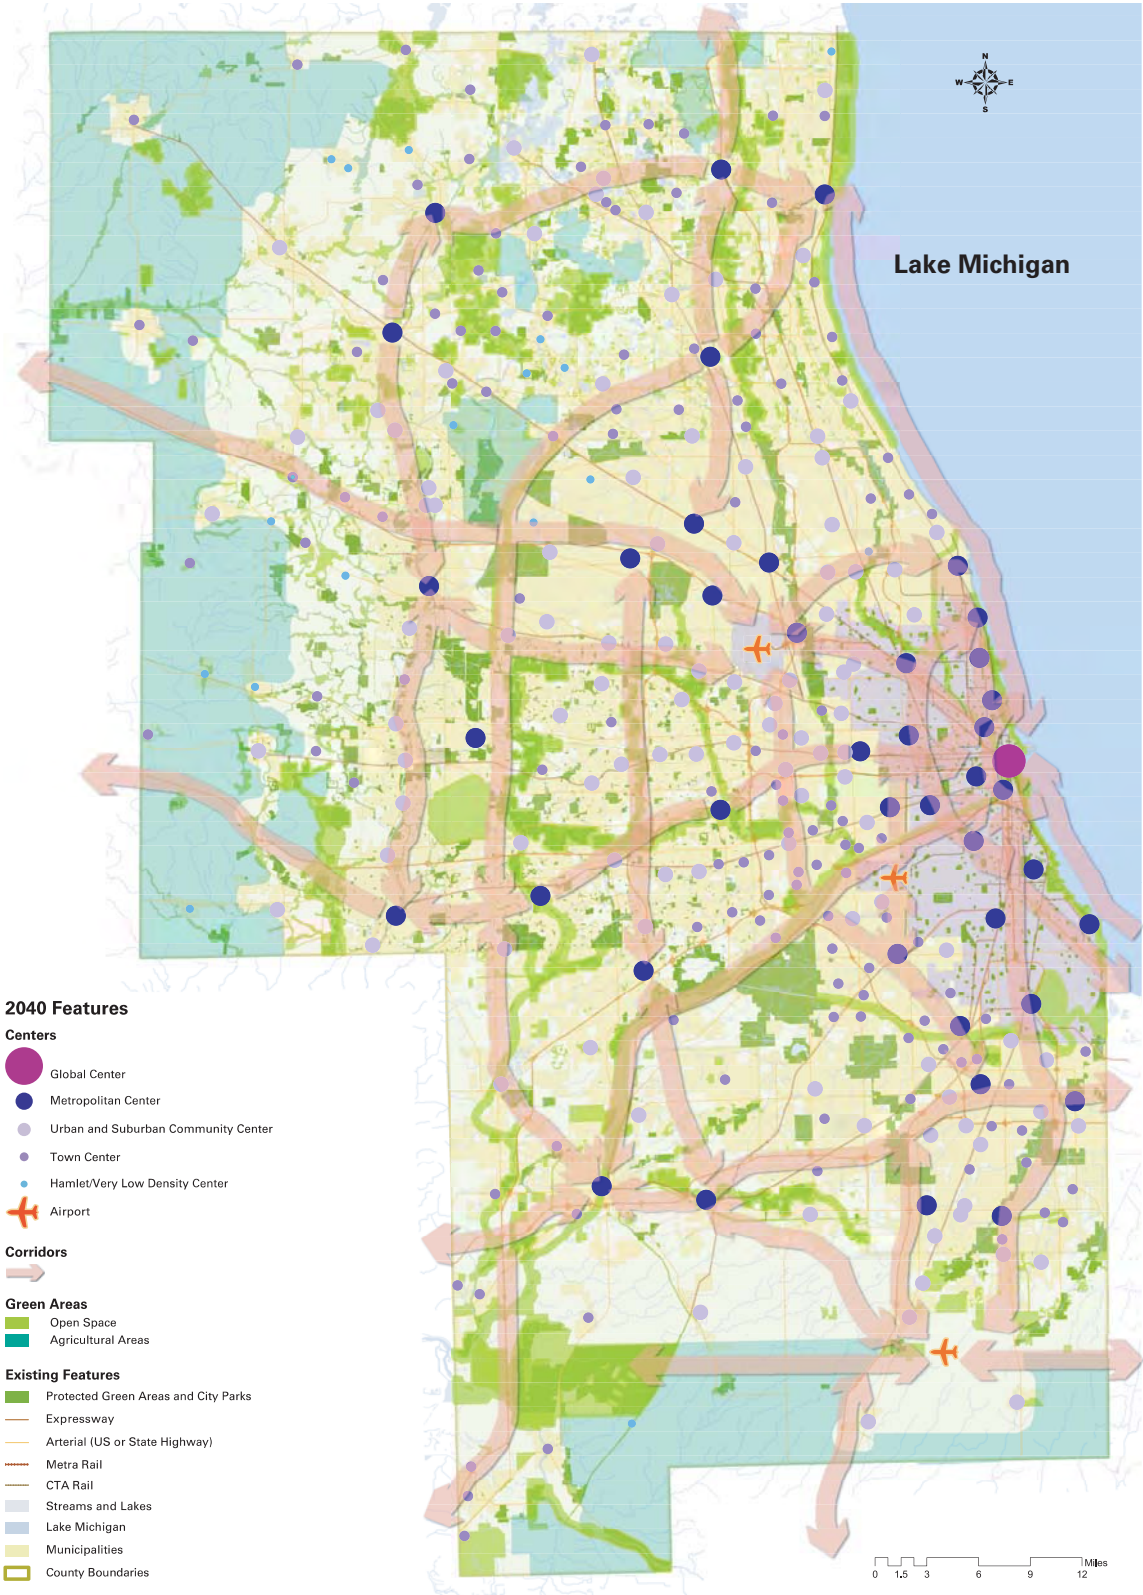 N
W E
S
Lake Michigan
2040 Features
Centers
Global Center
Metropolitan Center
Urban and Suburban Community Center
Town Center
Hamlet/Very Low Density Center
Airport
Corridors
Green Areas
Open Space
Agricultural Areas
Existing Features
Protected Green Areas and City Parks
Expressway
Arterial (US or State Highway)
Metra Rail
CTA Rail
Streams and Lakes
Lake Michigan
Municipalities
County Boundaries
Miles
0 1.5 3 6 9 12